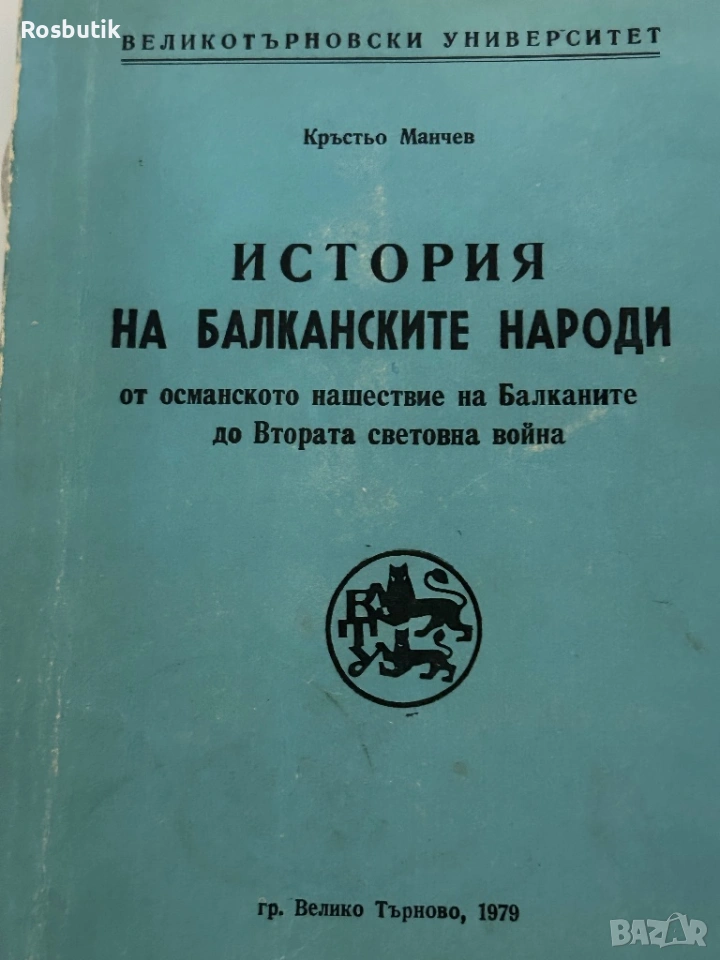 Rosbutik
ВЕЛИКОТЪРНОВСКИ УНИВЕРСИТЕТ
Кръстьо Манчев
ИСТОРИЯ
НА БАЛКАНСКИТЕ НАРОДИ
от османското нашествие на Балканите
до Втората световна война
ВТУ
гр. Велико Търново, 1979
BAZAR